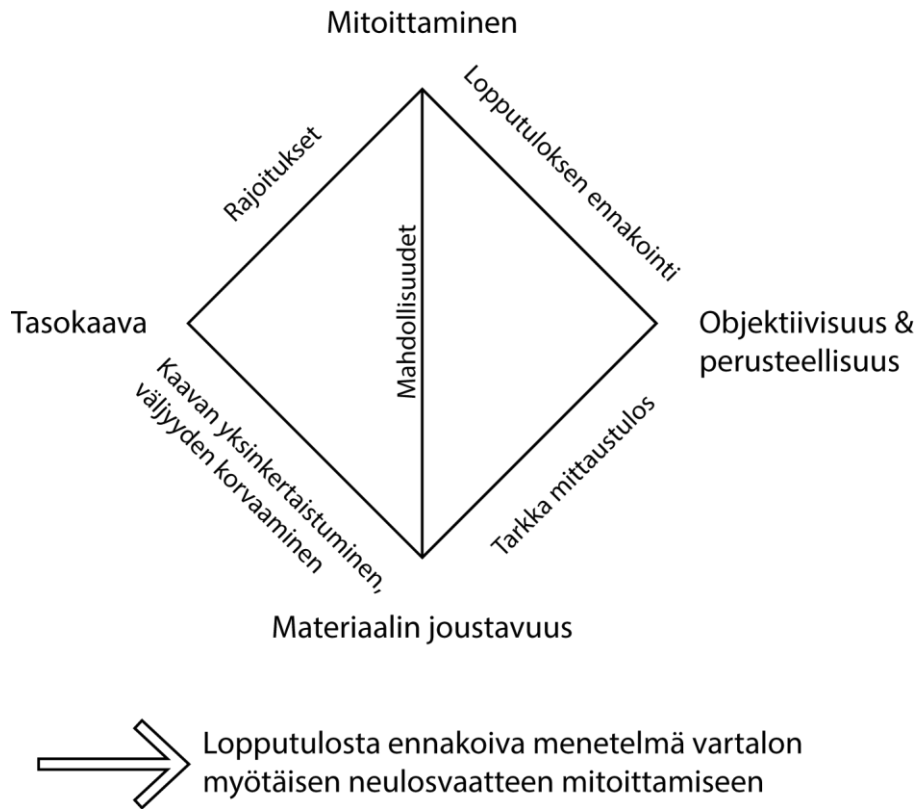 Mitoittaminen
Rajoitukset
Lopputuloksen ennakointi
Mahdollisuudet
Tasokaava
Objektiivisuus &
perusteellisuus
Kaavan yksinkertaistuminen,
väljyyden korvaaminen
Tarkka mittaustulos
Materiaalin joustavuus
Lopputulosta ennakoiva menetelmä vartalon
myötäisen neulosvaatteen mitoittamiseen